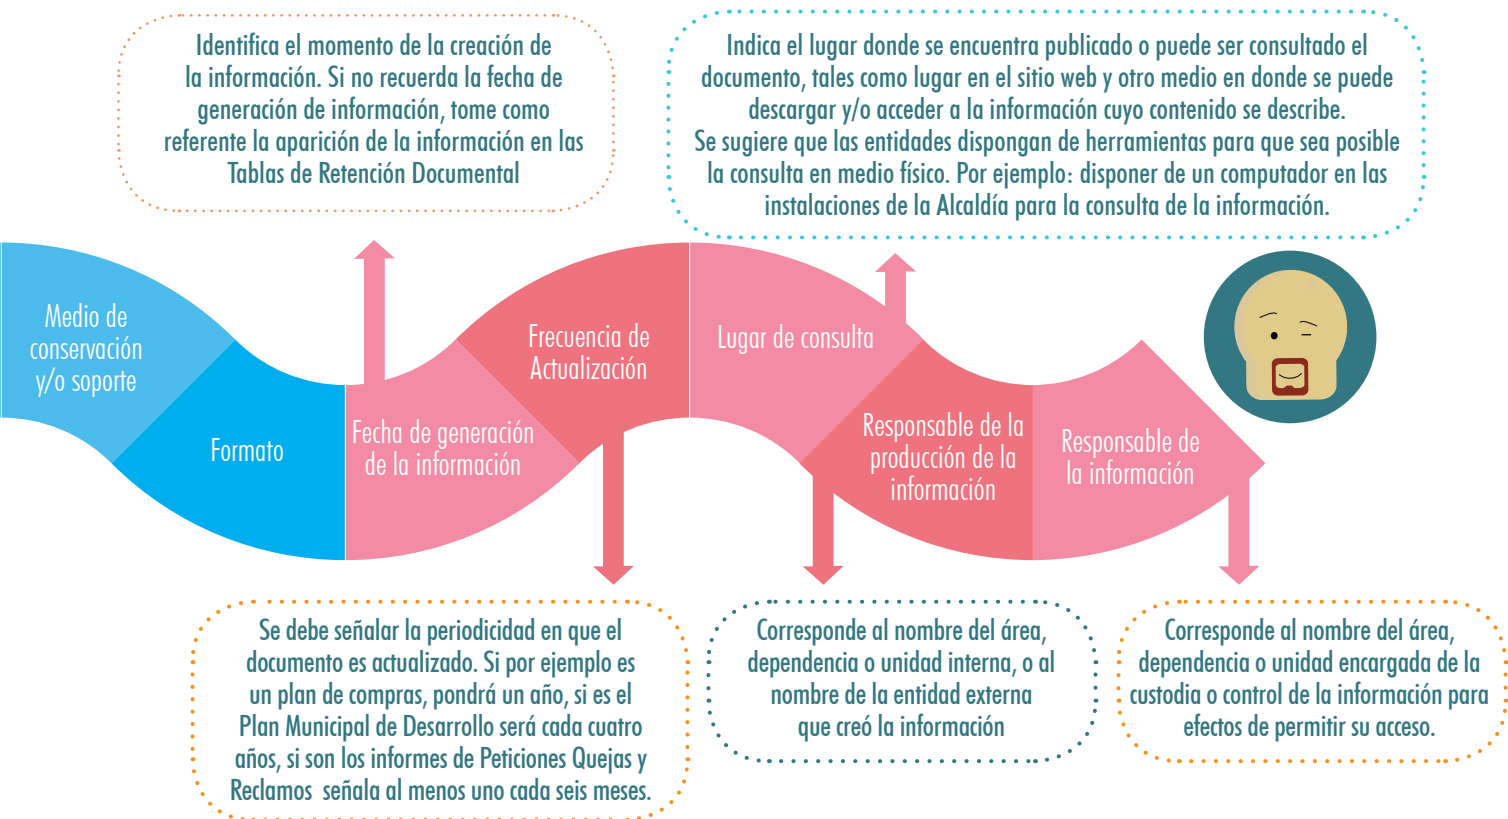 Identifica el momento de la creación de
la información. Si no recuerda la fecha de
generación de información, tome como
referente la aparición de la información en las
Tablas de Retención Documental
Indica el lugar donde se encuentra publicado o puede ser consultado el
documento, tales como lugar en el sitio web y otro medio en donde se puede
descargar y/o acceder a la información cuyo contenido se describe.
Se sugiere que las entidades dispongan de herramientas para que sea posible
la consulta en medio físico. Por ejemplo: disponer de un computador en las
instalaciones de la Alcaldía para la consulta de la información.
Medio de
conservación
y/o soporte
Formato
Fecha de generación
de la información
Frecuencia de
Actualización
Lugar de consulta
Responsable de la
producción de la
información
Responsable de
la información
Se debe señalar la periodicidad en que el
documento es actualizado. Si por ejemplo es
un plan de compras, pondrá un año, si es el
Plan Municipal de Desarrollo será cada cuatro
años, si son los informes de Peticiones Quejas y
Reclamos señala al menos uno cada seis meses.
Corresponde al nombre del área,
dependencia o unidad interna, o al
nombre de la entidad externa
que creó la información
Corresponde al nombre del área,
dependencia o unidad encargada de la
custodia o control de la información para
efectos de permitir su acceso.